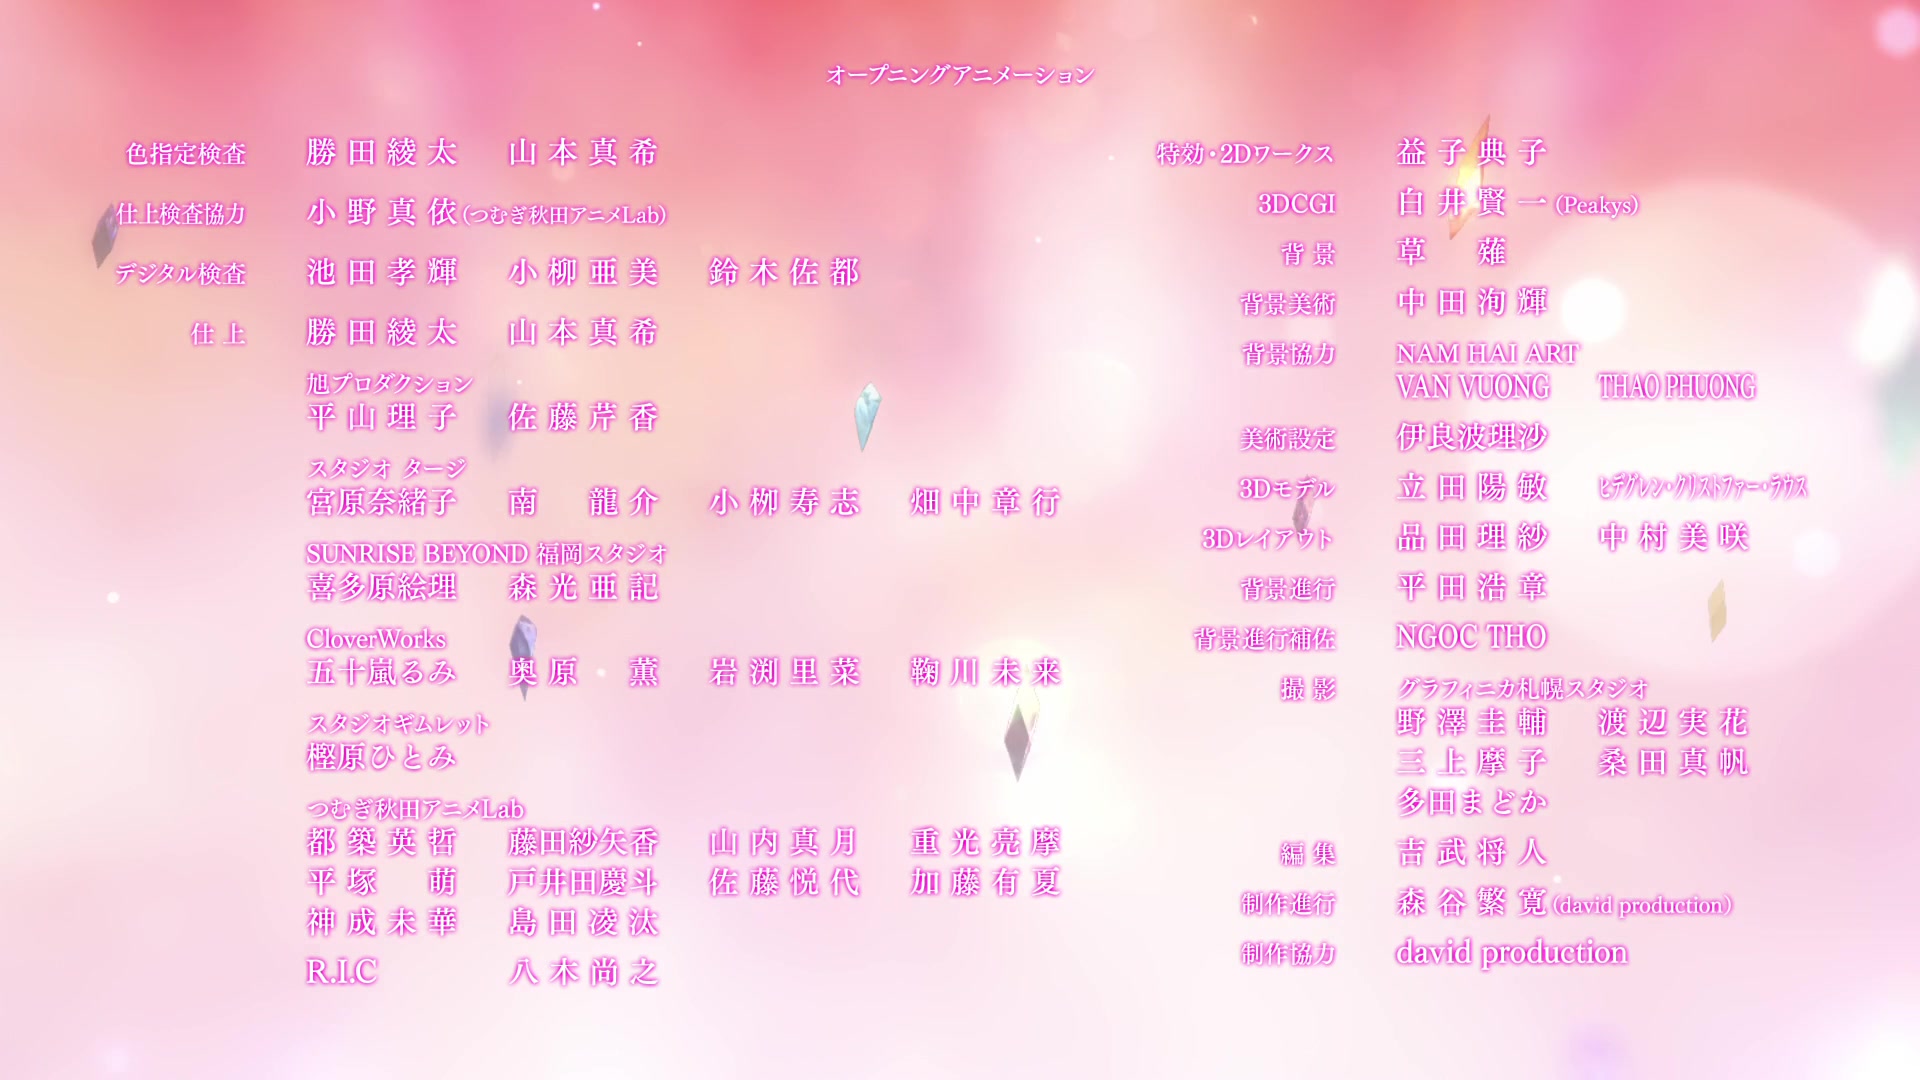 オープニングアニメーション
色指定検査 勝田綾太 山本真希
仕上検査協力 小野真依(つむぎ秋田アニメLab)
デジタル検査 池田孝輝 小柳亜美 鈴木佐都
仕上 勝田綾太 山本真希
旭プロダクション
平山理子 佐藤芹香
スタジオ タージ
宮原奈緒子 南龍介 小栁寿志 畑中章行
SUNRISE BEYOND 福岡スタジオ
喜多原絵理 森光亜記
CloverWorks
五十嵐るみ 奥原薫 岩渕里菜 鞠川未来
スタジオギムレット
樫原ひとみ
つむぎ秋田アニメLab
都築英哲 藤田紗矢香 山内真月 重光亮摩
平塚萌 戸井田慶斗 佐藤悦代 加藤有夏
神成未華 島田凌汰
R.I.C 八木尚之
特効・2Dワークス 益子典子
3DCGI 白井賢一(Peakys)
背景 草薙
背景美術 中田洵輝
背景協力 NAM HAI ART
VAN VUONG THAO PHUONG
美術設定 伊良波理沙
3Dモデル 立田陽敏 ヒデグレン・クリストファー・ラウス
3Dレイアウト 品田理紗 中村美咲
背景進行 平田浩章
背景進行補佐 NGOC THO
撮影 グラフィニカ札幌スタジオ
野澤圭輔 渡辺実花
三上摩子 桑田真帆
多田まどか
編集 吉武将人
制作進行 森谷繁寛(david production)
制作協力 david production